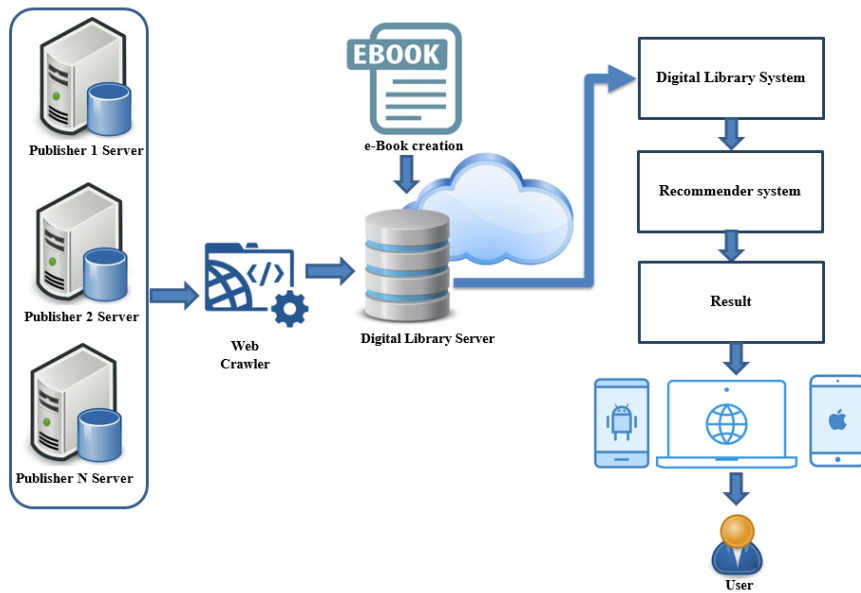 Publisher 1 Server
Publisher 2 Server
Publisher N Server
Web
Crawler
EBOOK
e-Book creation
</>
Digital Library Server
Digital Library System
Recommender system
Result
User